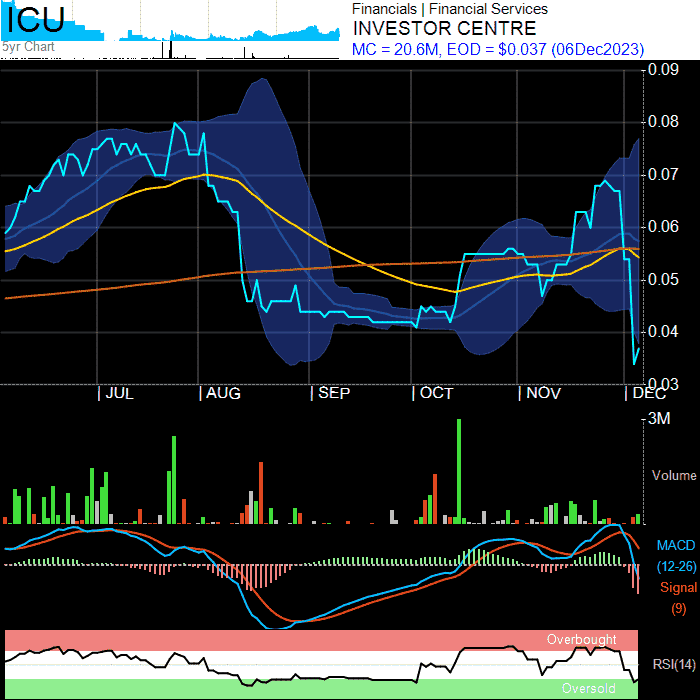 ICU
5yr Chart
Financials | Financial Services
INVESTOR CENTRE
MC = 20.6M, EOD = $0.037 (06Dec2023)
0.09
0.08
0.07
0.06
0.05
0.04
0.03
| JUL | AUG | SEP | OCT | NOV | DEC
3M
Volume
MACD
(12-26)
Signal
(9)
Overbought
RSI(14)
Oversold